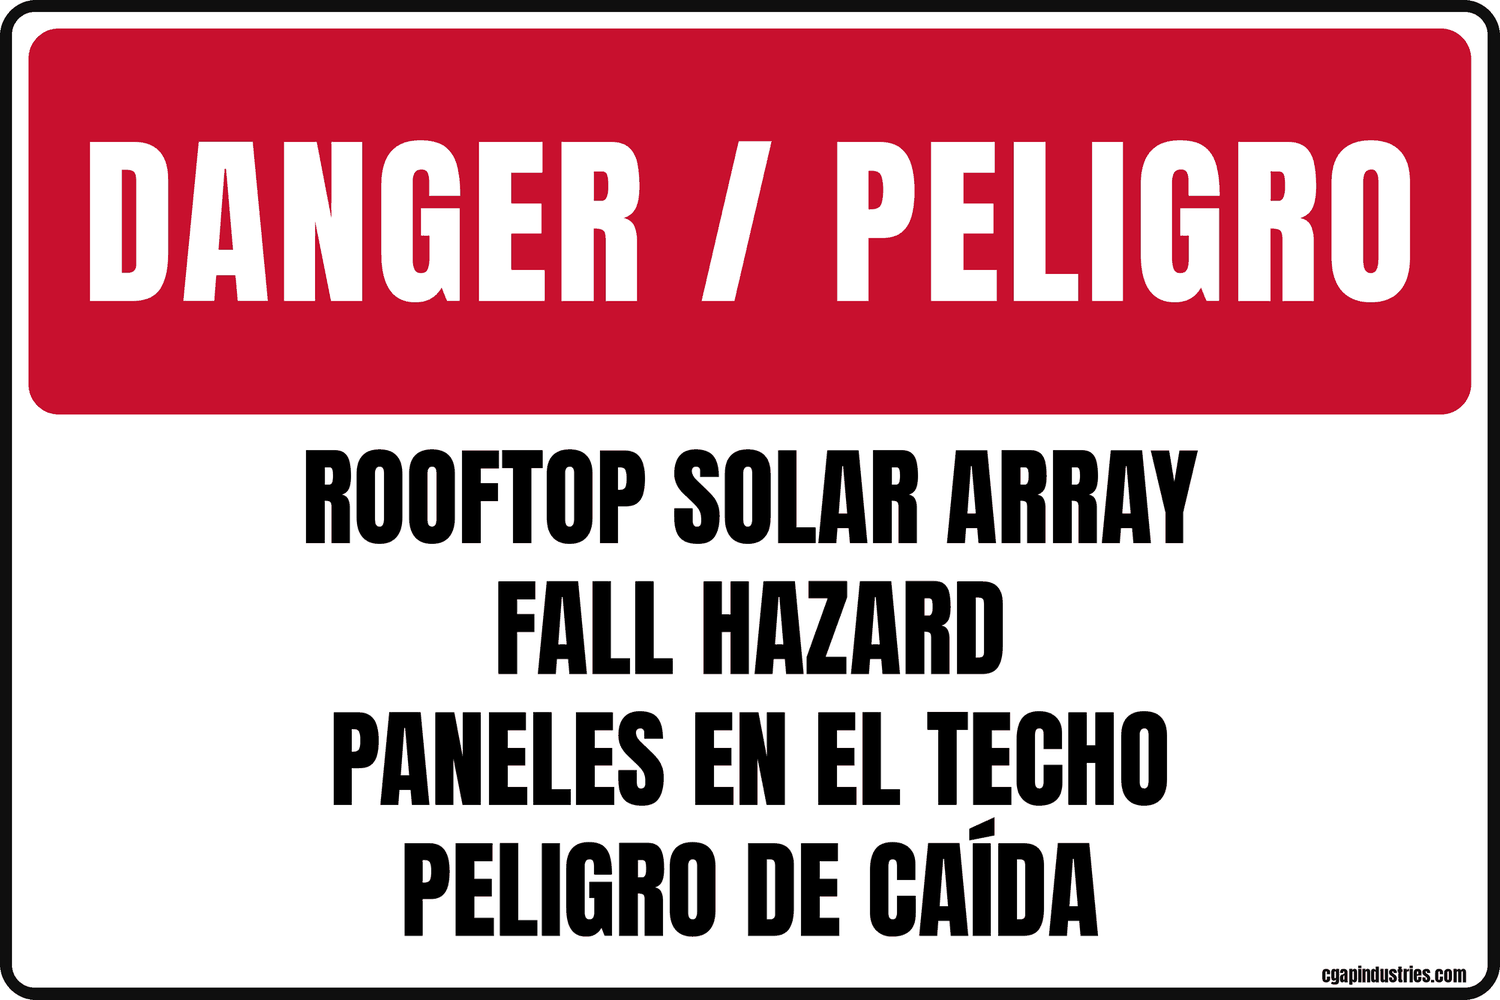 DANGER / PELIGRO
ROOFTOP SOLAR ARRAY
FALL HAZARD
PANELES EN EL TECHO
PELIGRO DE CAÍDA
cgapindustries.com